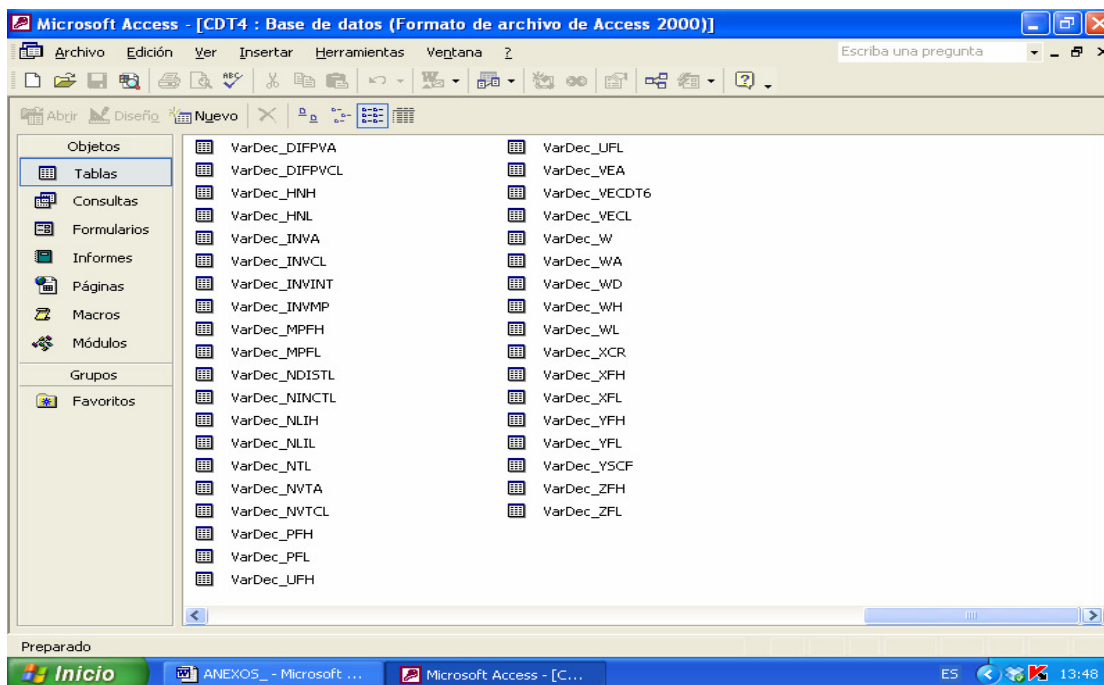 Microsoft Access - [CDT4 : Base de datos (Formato de archivo de Access 2000)]
Archivo Edición Ver Insertar Herramientas Ventana ? Escriba una pregunta
Abrir Diseño Nuevo
Objetos
Tablas
Consultas
Formularios
Informes
Páginas
Macros
Módulos
Grupos
Favoritos
VarDec_DIFPVA
VarDec_DIFPVCL
VarDec_HNH
VarDec_HNL
VarDec_INVA
VarDec_INVCL
VarDec_INVINT
VarDec_INVMP
VarDec_MPFH
VarDec_MPFL
VarDec_NDISTL
VarDec_NINCTL
VarDec_NLIH
VarDec_NLIL
VarDec_NTL
VarDec_NVTA
VarDec_NVTCL
VarDec_PFH
VarDec_PFL
VarDec_UFH
VarDec_UFL
VarDec_VEA
VarDec_VECDT6
VarDec_VECL
VarDec_W
VarDec_WA
VarDec_WD
VarDec_WH
VarDec_WL
VarDec_XCR
VarDec_XFH
VarDec_XFL
VarDec_YFH
VarDec_YFL
VarDec_YSCF
VarDec_ZFH
VarDec_ZFL
Preparado
Inicio ANEXOS_ - Microsoft ... Microsoft Access - [C... ES 13:48